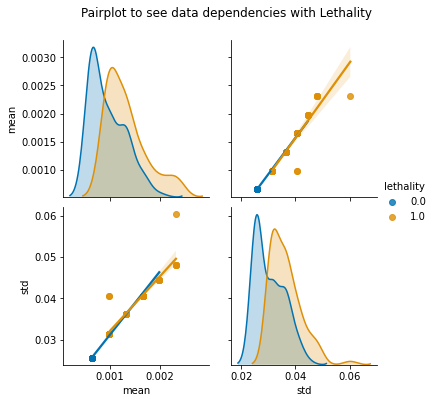 Pairplot to see data dependencies with Lethality
0.0030
0.0025
0.0020
0.0015
0.0010
mean
lethality
0.0
1.0
0.06
0.05
0.04
0.03
std
0.001 0.002
mean
0.02 0.04 0.06
std